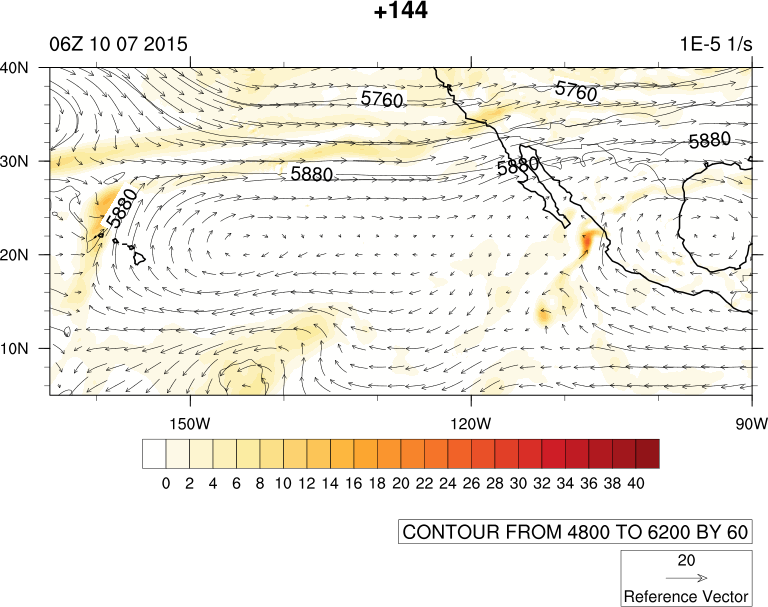 +144
06Z 10 07 2015 1E-5 1/s
40N
5760 5760
5880
30N
5880
5880
5880
20N
10N
150W 120W 90W
0 2 4 6 8 10 12 14 16 18 20 22 24 26 28 30 32 34 36 38 40
CONTOUR FROM 4800 TO 6200 BY 60
20
Reference Vector